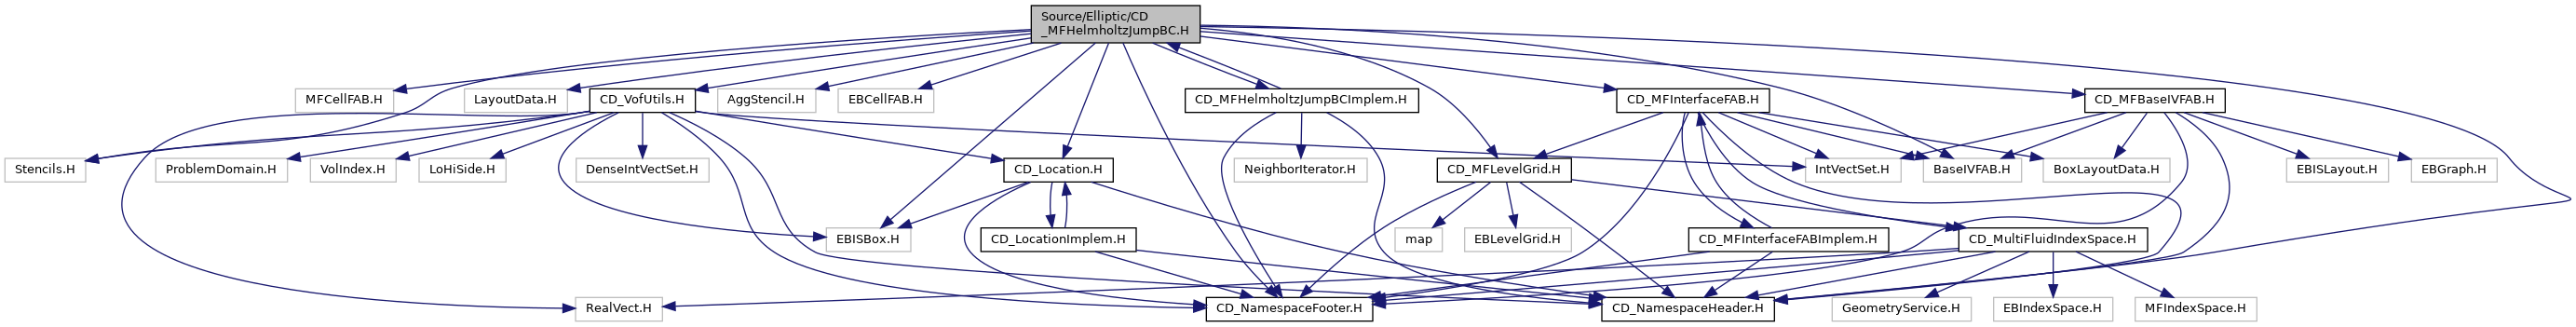 Source/Elliptic/CD
_MFHelmholtzJumpBC.H
MFCellFAB.H
LayoutData.H
CD_VofUtils.H
AggStencil.H
EBCellFAB.H
CD_MFHelmholtzJumpBCImplem.H
CD_MFInterfaceFAB.H
CD_MFBaseIVFAB.H
Stencils.H
ProblemDomain.H
VolIndex.H
LoHiSide.H
DenseIntVectSet.H
CD_Location.H
NeighborIterator.H
CD_MFLevelGrid.H
IntVectSet.H
BaseIVFAB.H
BoxLayoutData.H
EBISLayout.H
EBGraph.H
EBISBox.H
CD_LocationImplem.H
map
EBLevelGrid.H
CD_MFInterfaceFABImplem.H
CD_MultiFluidIndexSpace.H
RealVect.H
CD_NamespaceFooter.H
CD_NamespaceHeader.H
GeometryService.H
EBIndexSpace.H
MFIndexSpace.H